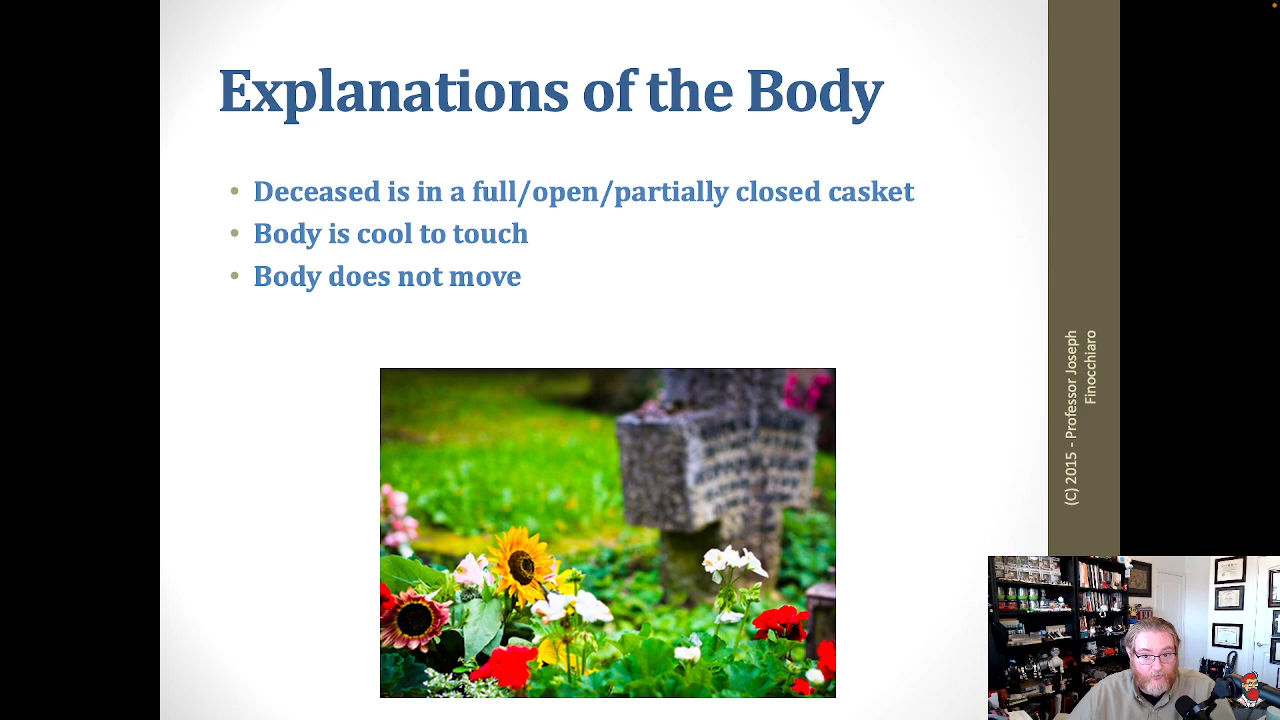 Explanations of the Body
• Deceased is in a full/open/partially closed casket
• Body is cool to touch
• Body does not move
(C) 2015 - Professor Joseph
Finocchiaro